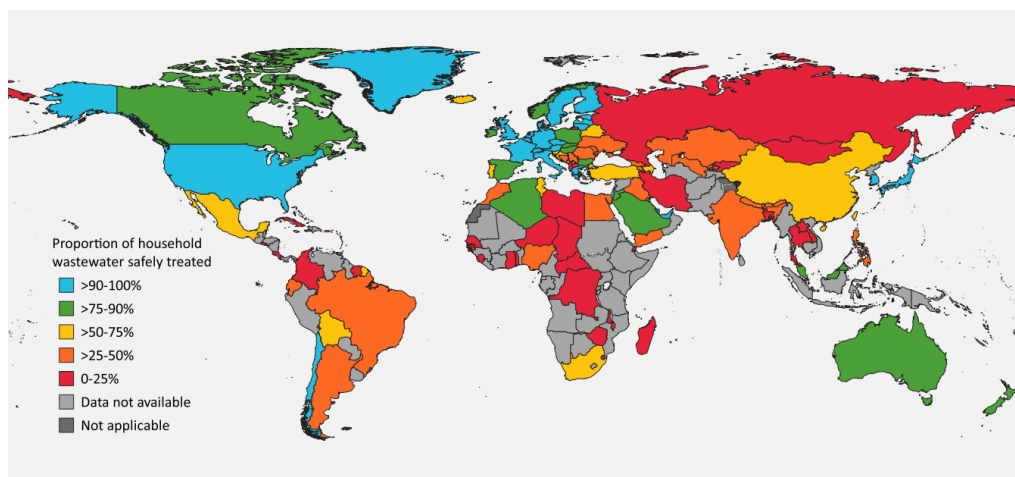 Proportion of household
wastewater safely treated
>90-100%
>75-90%
>50-75%
>25-50%
0-25%
Data not available
Not applicable